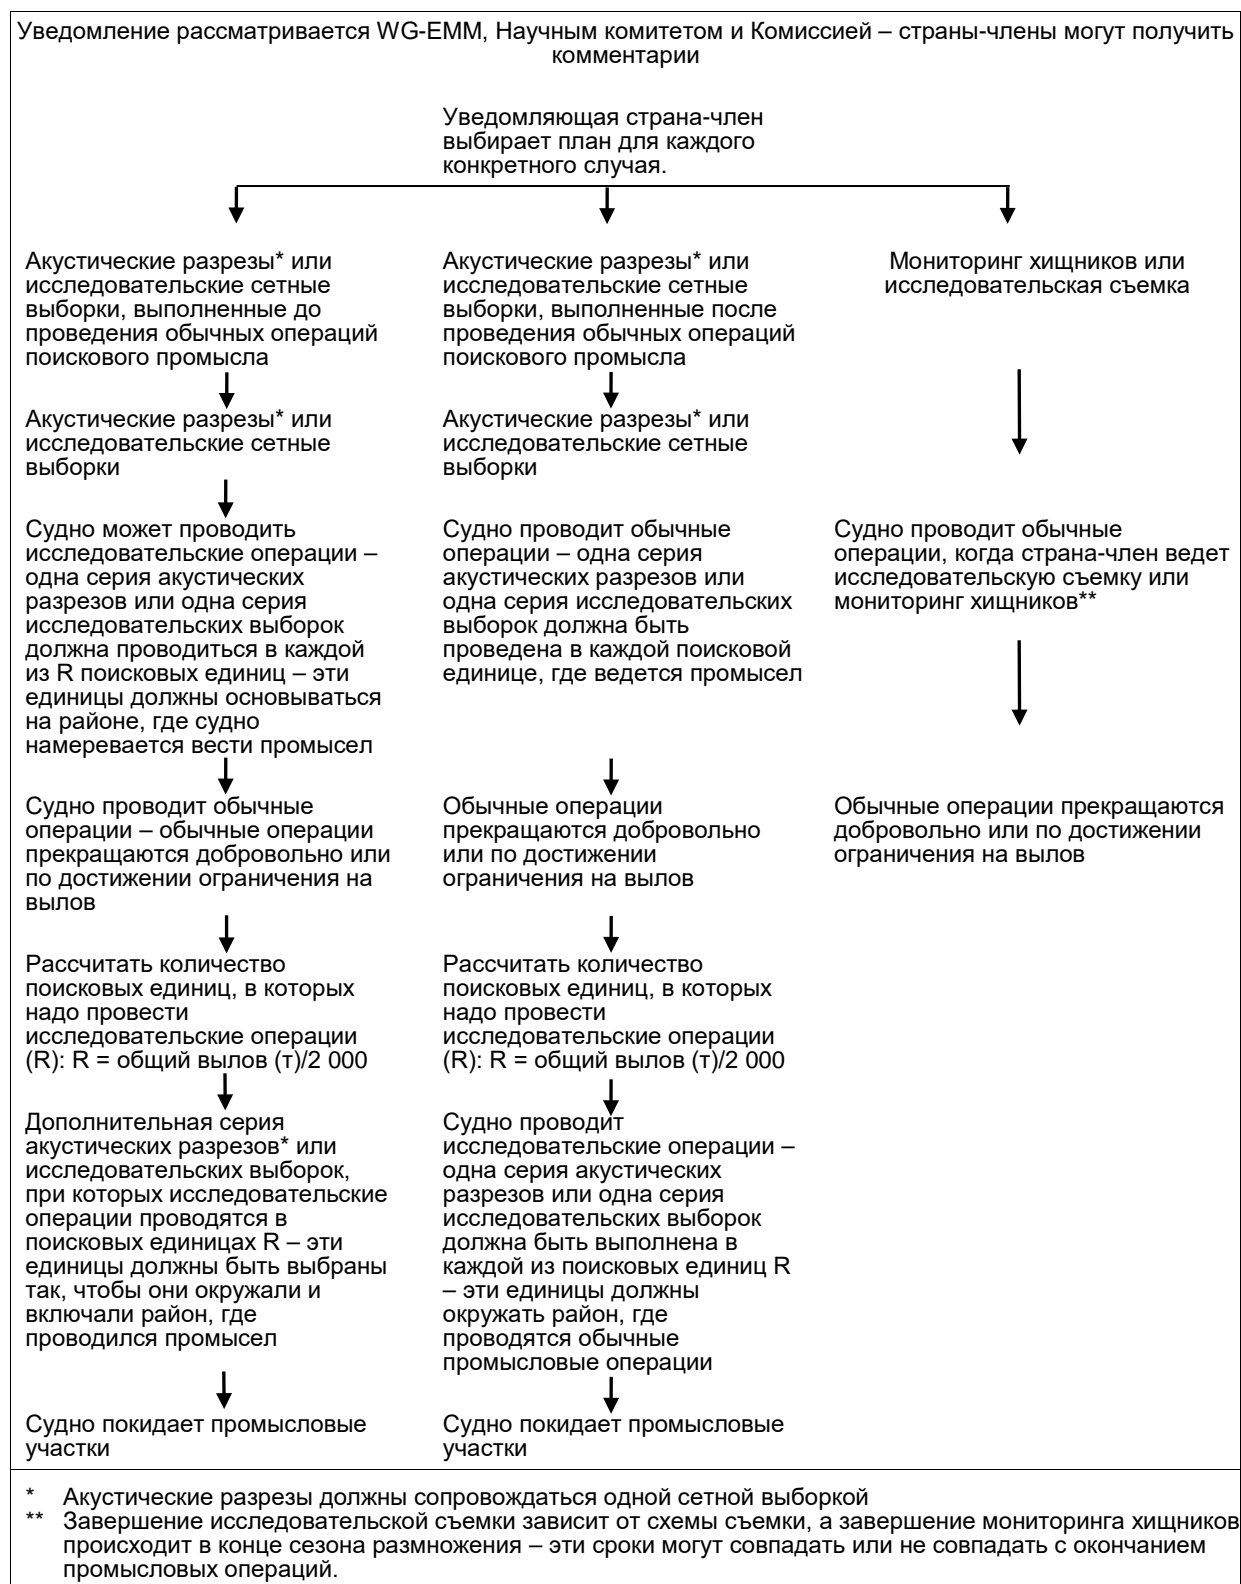 Уведомление рассматривается WG-EMM, Научным комитетом и Комиссией – страны-члены могут получить
комментарии
Уведомляющая страна-член
выбирает план для каждого
конкретного случая.
Акустические разрезы* или
исследовательские сетные
выборки, выполненные до
проведения обычных операций
поискового промысла
Акустические разрезы* или
исследовательские сетные
выборки
Судно может проводить
исследовательские операции –
одна серия акустических
разрезов или одна серия
исследовательских выборок
должна проводиться в каждой
из R поисковых единиц – эти
единицы должны основываться
на районе, где судно
намеревается вести промысел
Судно проводит обычные
операции – обычные операции
прекращаются добровольно или
по достижении ограничения на
вылов
Рассчитать количество
поисковых единиц, в которых
надо провести
исследовательские операции
(R): R = общий вылов (т)/2 000
Дополнительная серия
акустических разрезов* или
исследовательских выборок,
при которых исследовательские
операции проводятся в
поисковых единицах R – эти
единицы должны быть выбраны
так, чтобы они окружали и
включали район, где
проводился промысел
Судно покидает промысловые
участки
Акустические разрезы* или
исследовательские сетные
выборки, выполненные после
проведения обычных операций
поискового промысла
Акустические разрезы* или
исследовательские сетные
выборки
Судно проводит обычные
операции – одна серия
акустических разрезов или
одна серия исследовательских
выборок должна быть
проведена в каждой поисковой
единице, где ведется промысел
Обычные операции
прекращаются добровольно
или по достижении
ограничения на вылов
Рассчитать количество
поисковых единиц, в которых
надо провести
исследовательские операции
(R): R = общий вылов (т)/2 000
Судно проводит
исследовательские операции –
одна серия акустических
разрезов или одна серия
исследовательских выборок
должна быть выполнена в
каждой из поисковых единиц R
– эти единицы должны
окружать район, где
проводятся обычные
промысловые операции
Судно покидает промысловые
участки
Мониторинг хищников или
исследовательская съемка
Судно проводит обычные
операции, когда страна-член ведет
исследовательскую съемку или
мониторинг хищников**
Обычные операции прекращаются
добровольно или по достижении
ограничения на вылов
* Акустические разрезы должны сопровождаться одной сетной выборкой
** Завершение исследовательской съемки зависит от схемы съемки, а завершение мониторинга хищников
происходит в конце сезона размножения – эти сроки могут совпадать или не совпадать с окончанием
промысловых операций.